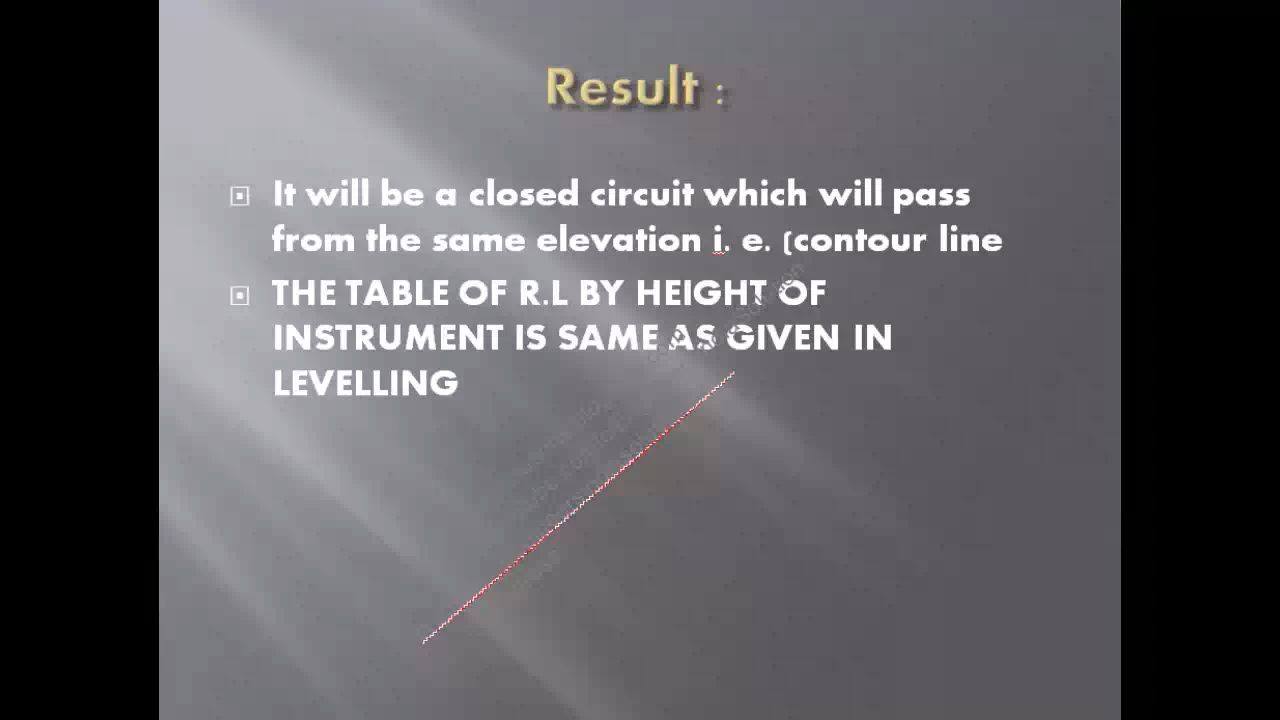 Result :
It will be a closed circuit which will pass
from the same elevation i. e. (contour line
THE TABLE OF R.L BY HEIGHT OF
INSTRUMENT IS SAME AS GIVEN IN
LEVELLING